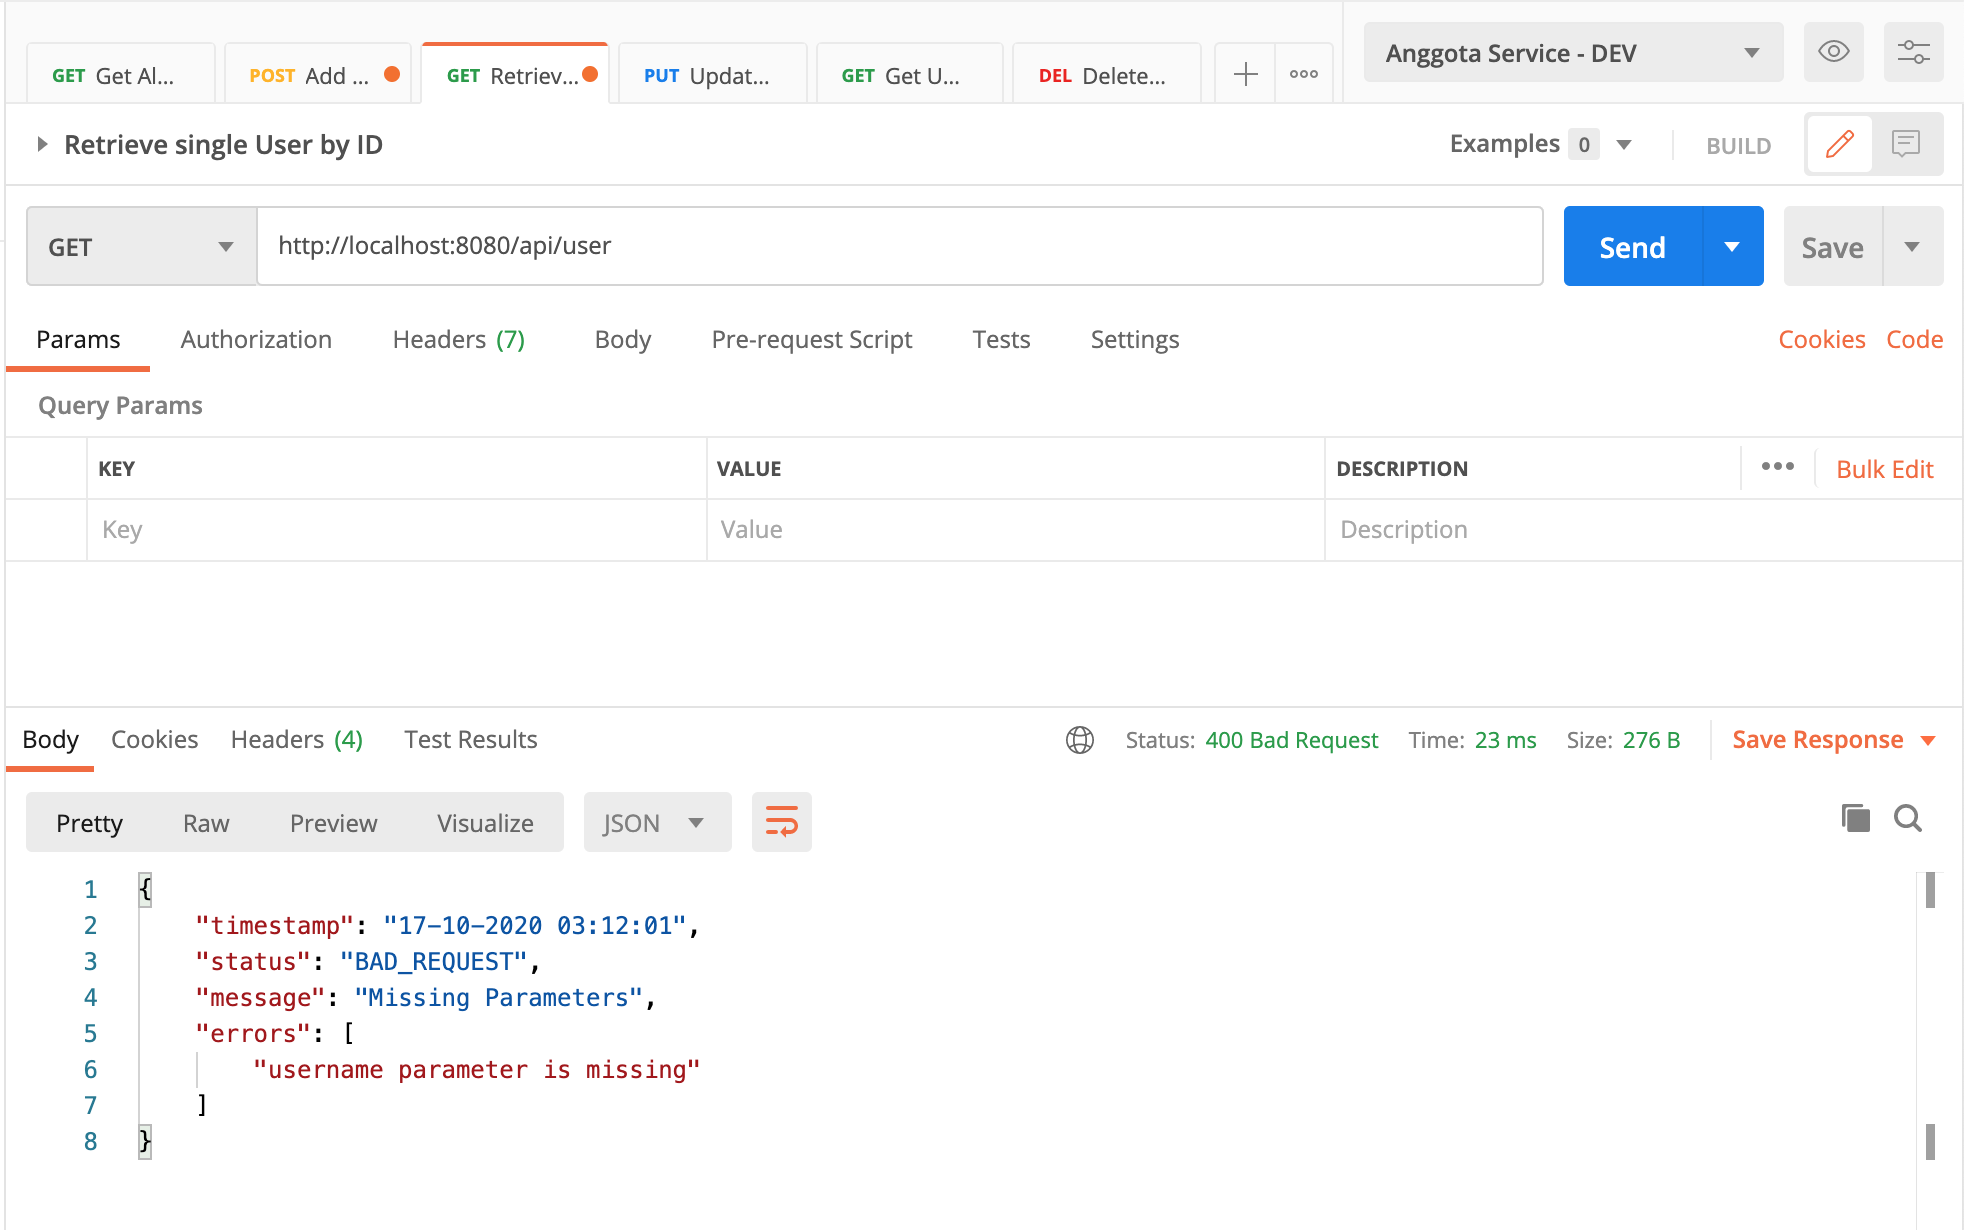 GET Get Al... POST Add ... GET Retriev... PUT Updat... GET Get U... DEL Delete... Anggota Service - DEV
Retrieve single User by ID Examples 0 BUILD
GET http://localhost:8080/api/user Send Save
Params Authorization Headers (7) Body Pre-request Script Tests Settings Cookies Code
Query Params
KEY VALUE DESCRIPTION Bulk Edit
Key Value Description
Body Cookies Headers (4) Test Results Status: 400 Bad Request Time: 23 ms Size: 276 B Save Response
Pretty Raw Preview Visualize JSON
1 {
2 "timestamp": "17-10-2020 03:12:01",
3 "status": "BAD_REQUEST",
4 "message": "Missing Parameters",
5 "errors": [
6 "username parameter is missing"
7 ]
8 }